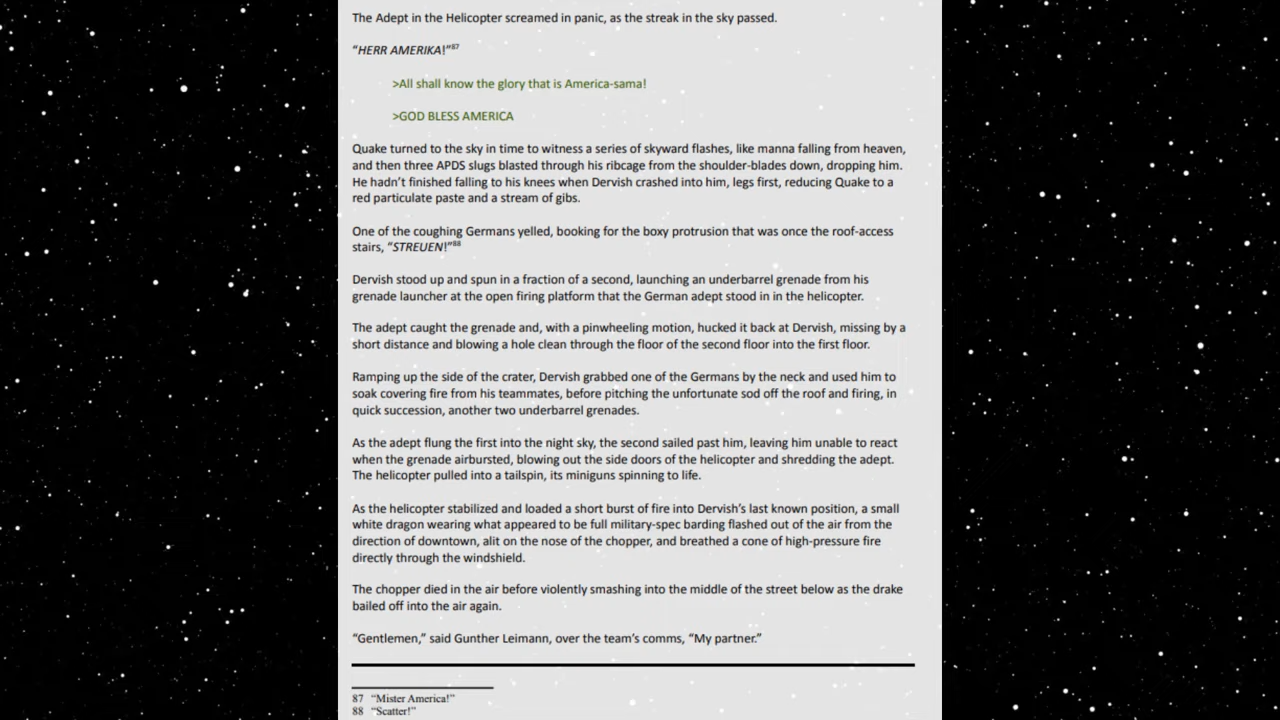 The Adept in the Helicopter screamed in panic, as the streak in the sky passed.
“HERR AMERIKA!”87
>All shall know the glory that is America-sama!
>GOD BLESS AMERICA
Quake turned to the sky in time to witness a series of skyward flashes, like manna falling from heaven,
and then three APDS slugs blasted through his ribcage from the shoulder-blades down, dropping him.
He hadn’t finished falling to his knees when Dervish crashed into him, legs first, reducing Quake to a
red particulate paste and a stream of gibs.
One of the coughing Germans yelled, booking for the boxy protrusion that was once the roof-access
stairs, “STREUEN!”88
Dervish stood up and spun in a fraction of a second, launching an underbarrel grenade from his
grenade launcher at the open firing platform that the German adept stood in in the helicopter.
The adept caught the grenade and, with a pinwheeling motion, hucked it back at Dervish, missing by a
short distance and blowing a hole clean through the floor of the second floor into the first floor.
Ramping up the side of the crater, Dervish grabbed one of the Germans by the neck and used him to
soak covering fire from his teammates, before pitching the unfortunate sod off the roof and firing, in
quick succession, another two underbarrel grenades.
As the adept flung the first into the night sky, the second sailed past him, leaving him unable to react
when the grenade airbursted, blowing out the side doors of the helicopter and shredding the adept.
The helicopter pulled into a tailspin, its miniguns spinning to life.
As the helicopter stabilized and loaded a short burst of fire into Dervish’s last known position, a small
white dragon wearing what appeared to be full military-spec barding flashed out of the air from the
direction of downtown, alit on the nose of the chopper, and breathed a cone of high-pressure fire
directly through the windshield.
The chopper died in the air before violently smashing into the middle of the street below as the drake
bailed off into the air again.
“Gentlemen,” said Gunther Leimann, over the team’s comms, “My partner.”
87 “Mister America!”
88 “Scatter!”